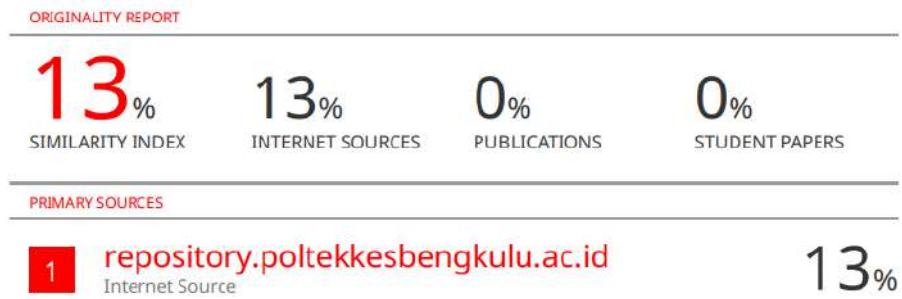 ORIGINALITY REPORT
13% 13% 0% 0%
SIMILARITY INDEX INTERNET SOURCES PUBLICATIONS STUDENT PAPERS
PRIMARY SOURCES
1 repository.poltekkesbengkulu.ac.id 13%
Internet Source